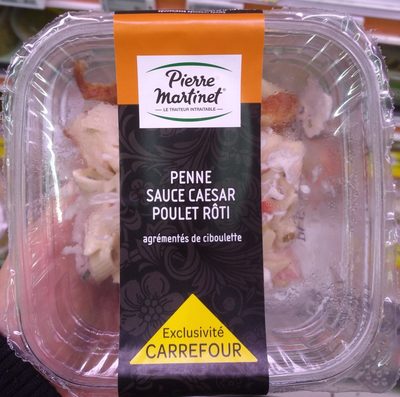 Pierre
Martinet®
LE TRAITEUR INTRAITABLE
PENNE
SAUCE CAESAR
POULET RÔTI
agrémentés de ciboulette
Exclusivité
CARREFOUR